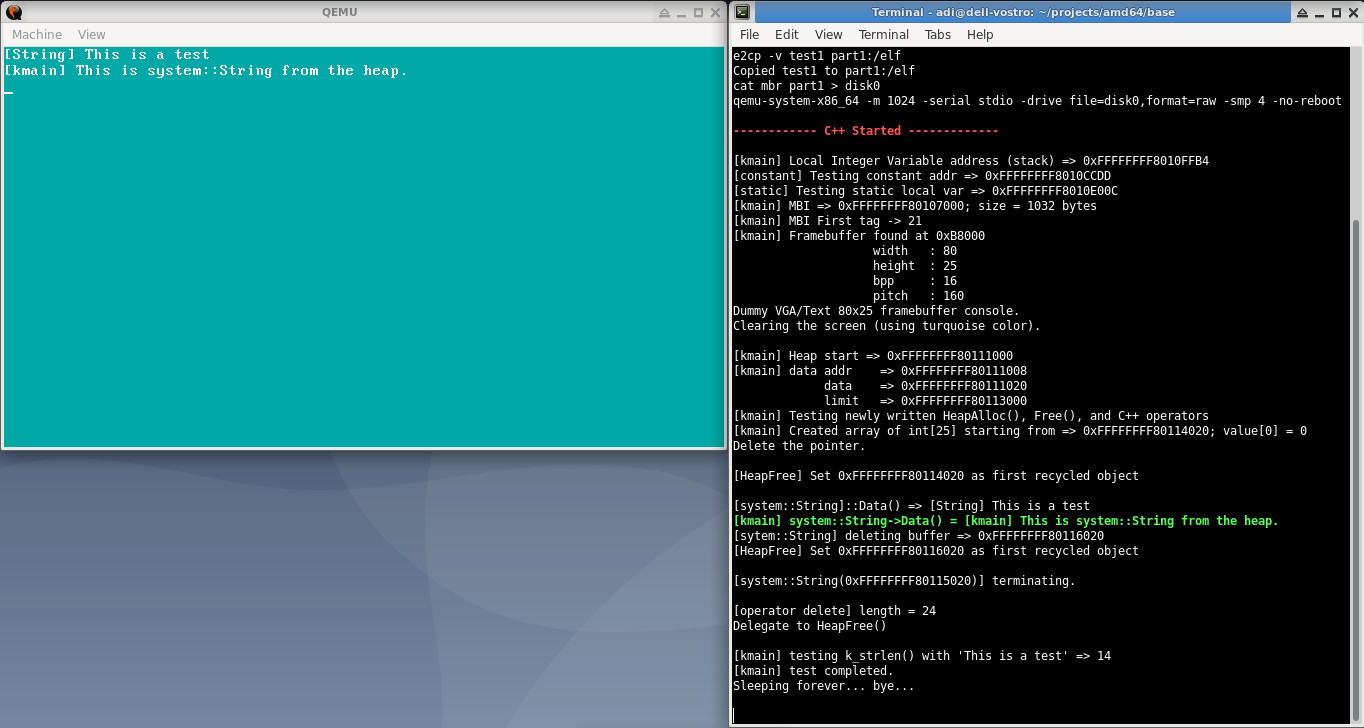 QEMU
Machine View
[String] This is a test
[kmain] This is system::String from the heap.
Terminal - adi@dell-vostro: ~/projects/amd64/base
File Edit View Terminal Tabs Help
e2cp -v test1 part1:/elf
Copied test1 to part1:/elf
cat mbr part1 > disk0
qemu-system-x86_64 -m 1024 -serial stdio -drive file=disk0,format=raw -smp 4 -no-reboot
------------ C++ Started -------------
[kmain] Local Integer Variable address (stack) => 0xFFFFFFFF8010FFB4
[constant] Testing constant addr => 0xFFFFFFFF8010CCDD
[static] Testing static local var => 0xFFFFFFFF8010E00C
[kmain] MBI => 0xFFFFFFFF80107000; size = 1032 bytes
[kmain] MBI First tag -> 21
[kmain] Framebuffer found at 0xB8000
width : 80
height : 25
bpp : 16
pitch : 160
Dummy VGA/Text 80x25 framebuffer console.
Clearing the screen (using turquoise color).
[kmain] Heap start => 0xFFFFFFFF80111000
[kmain] data addr => 0xFFFFFFFF80111008
data => 0xFFFFFFFF80111020
limit => 0xFFFFFFFF80113000
[kmain] Testing newly written HeapAlloc(), Free(), and C++ operators
[kmain] Created array of int[25] starting from => 0xFFFFFFFF80114020; value[0] = 0
Delete the pointer.
[HeapFree] Set 0xFFFFFFFF80114020 as first recycled object
[system::String]::Data() => [String] This is a test
[kmain] system::String->Data() = [kmain] This is system::String from the heap.
[sytem::String] deleting buffer => 0xFFFFFFFF80116020
[HeapFree] Set 0xFFFFFFFF80116020 as first recycled object
[system::String(0xFFFFFFFF80115020)] terminating.
[operator delete] length = 24
Delegate to HeapFree()
[kmain] testing k_strlen() with 'This is a test' => 14
[kmain] test completed.
Sleeping forever... bye...